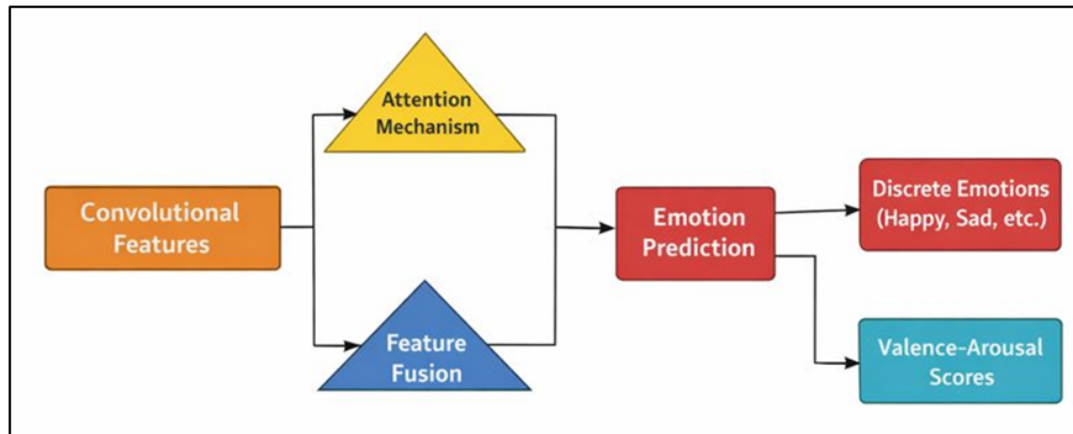 Attention
Mechanism
Convolutional
Features
Feature
Fusion
Emotion
Prediction
Discrete Emotions
(Happy, Sad, etc.)
Valence–Arousal
Scores